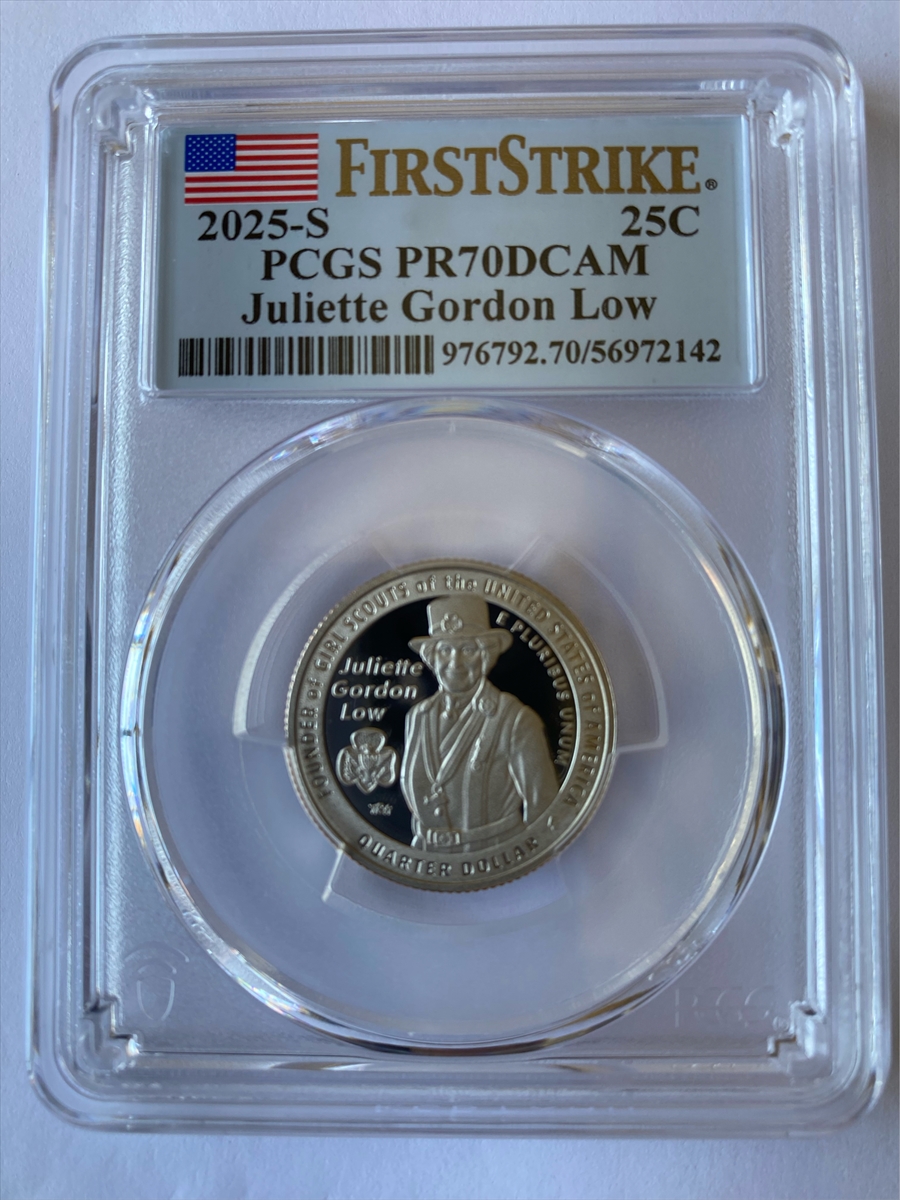 FIRSTSTRIKE®
2025-S 25C
PCGS PR70DCAM
Juliette Gordon Low
976792.70/56972142
FOUNDER OF GIRL SCOUTS of the UNITED STATES of AMERICA
E PLURIBUS UNUM
Juliette
Gordon
Low
QUARTER DOLLAR
PCGS